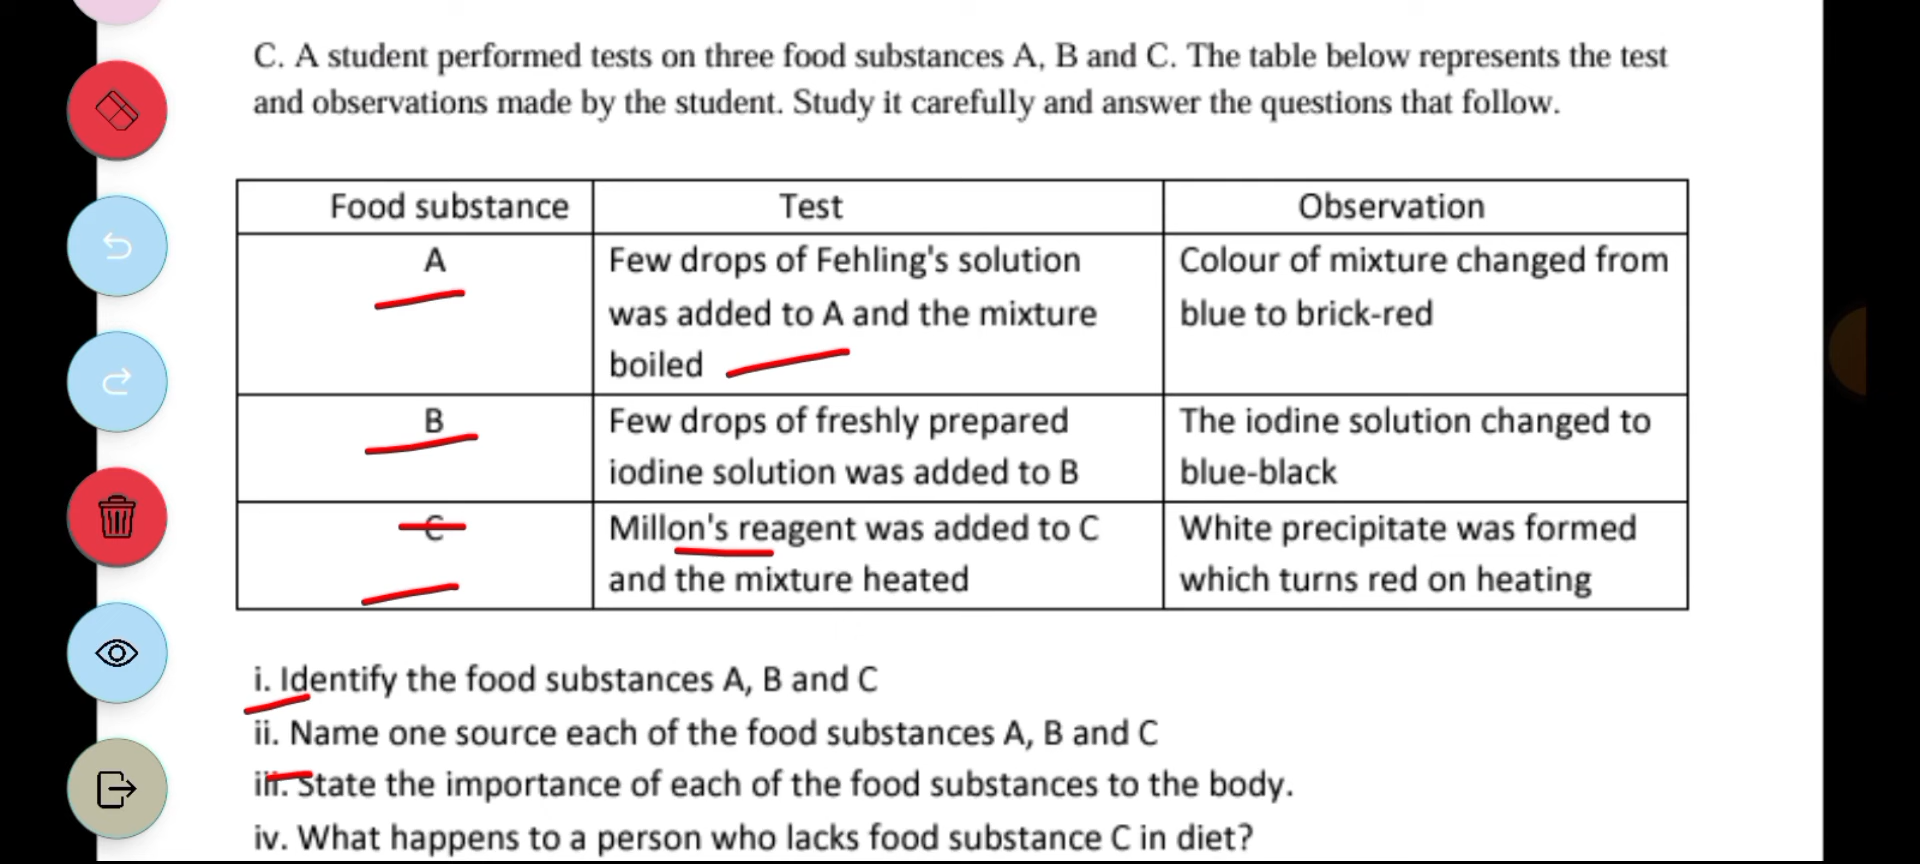 C. A student performed tests on three food substances A, B and C. The table below represents the test
and observations made by the student. Study it carefully and answer the questions that follow.
Food substance Test Observation
A Few drops of Fehling's solution Colour of mixture changed from
was added to A and the mixture blue to brick-red
boiled
B Few drops of freshly prepared The iodine solution changed to
iodine solution was added to B blue-black
C Millon's reagent was added to C White precipitate was formed
and the mixture heated which turns red on heating
i. Identify the food substances A, B and C
ii. Name one source each of the food substances A, B and C
iii. State the importance of each of the food substances to the body.
iv. What happens to a person who lacks food substance C in diet?